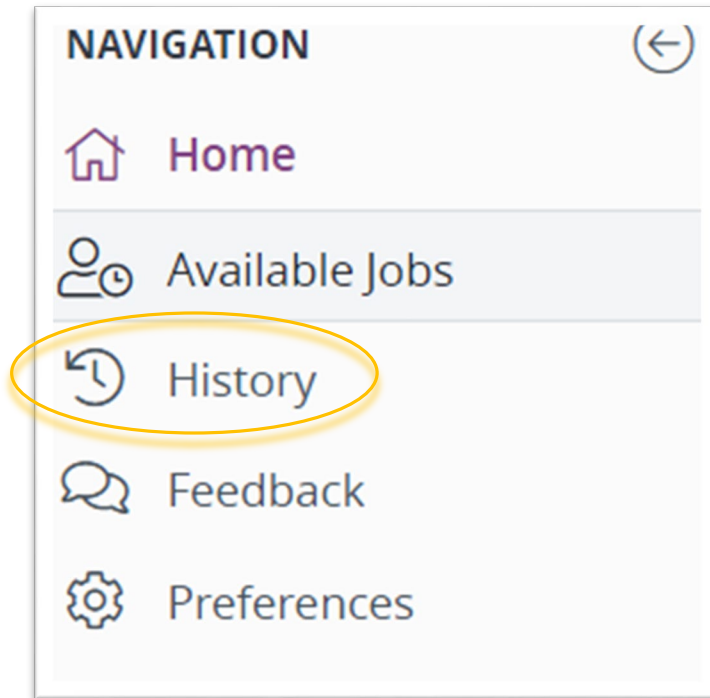 NAVIGATION
Home
Available Jobs
History
Feedback
Preferences